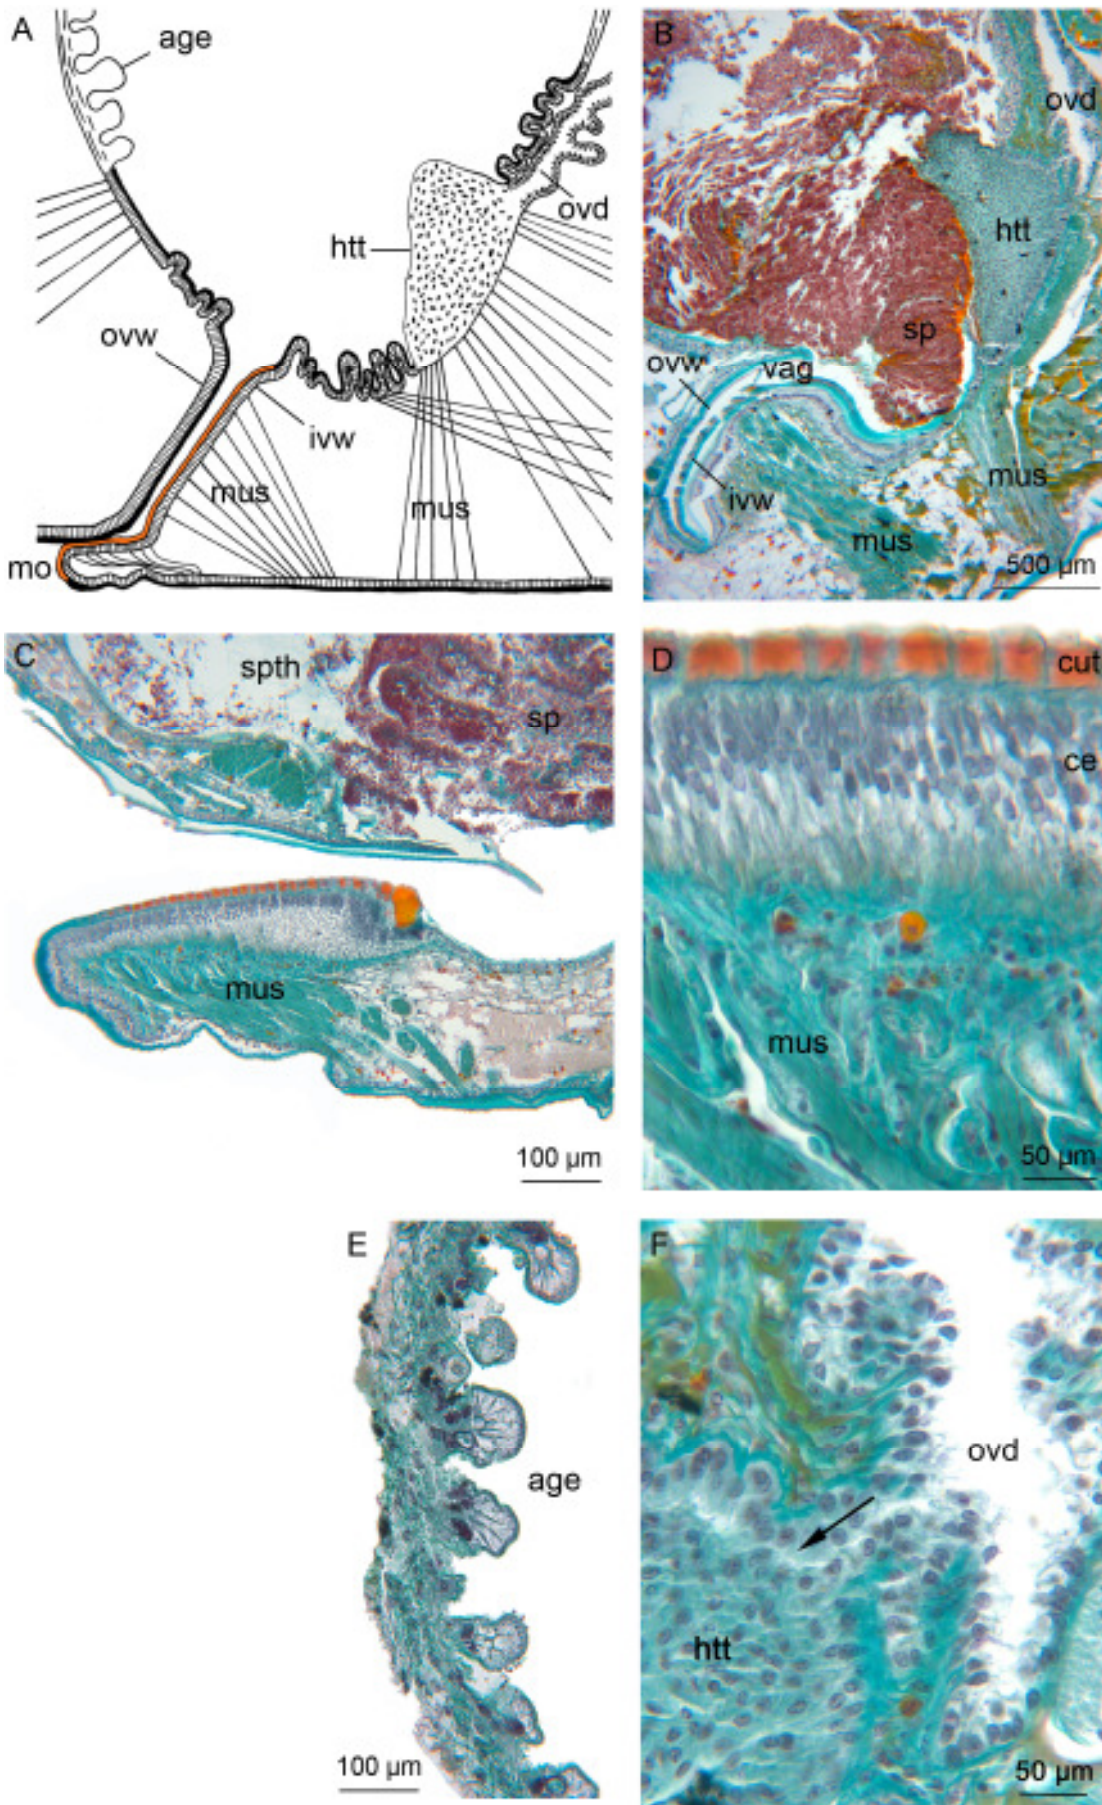 A
age
ovd
htt
ovw
ivw
mus
mus
mo
B
ovd
htt
sp
ovw
vag
ivw
mus
mus
500 µm
C
spth
sp
mus
100 µm
D
cut
ce
mus
50 µm
E
age
100 µm
F
ovd
htt
50 µm